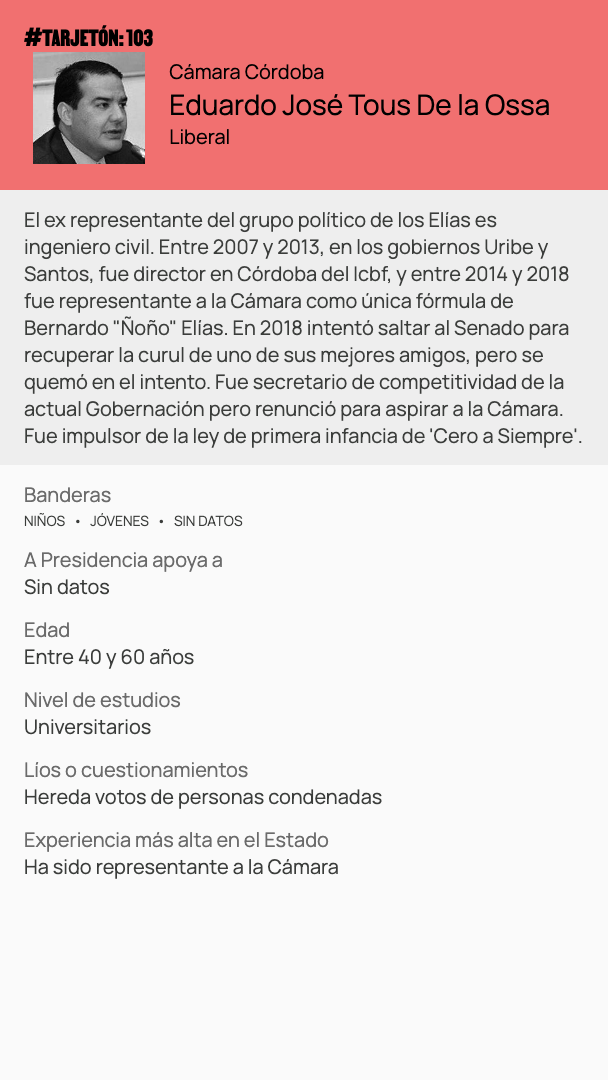 #TARJETÓN: 103
Cámara Córdoba
Eduardo José Tous De la Ossa
Liberal
El ex representante del grupo político de los Elías es
ingeniero civil. Entre 2007 y 2013, en los gobiernos Uribe y
Santos, fue director en Córdoba del Icbf, y entre 2014 y 2018
fue representante a la Cámara como única fórmula de
Bernardo "Ñoño" Elías. En 2018 intentó saltar al Senado para
recuperar la curul de uno de sus mejores amigos, pero se
quemó en el intento. Fue secretario de competitividad de la
actual Gobernación pero renunció para aspirar a la Cámara.
Fue impulsor de la ley de primera infancia de 'Cero a Siempre'.
Banderas
NIÑOS • JÓVENES • SIN DATOS
A Presidencia apoya a
Sin datos
Edad
Entre 40 y 60 años
Nivel de estudios
Universitarios
Líos o cuestionamientos
Hereda votos de personas condenadas
Experiencia más alta en el Estado
Ha sido representante a la Cámara